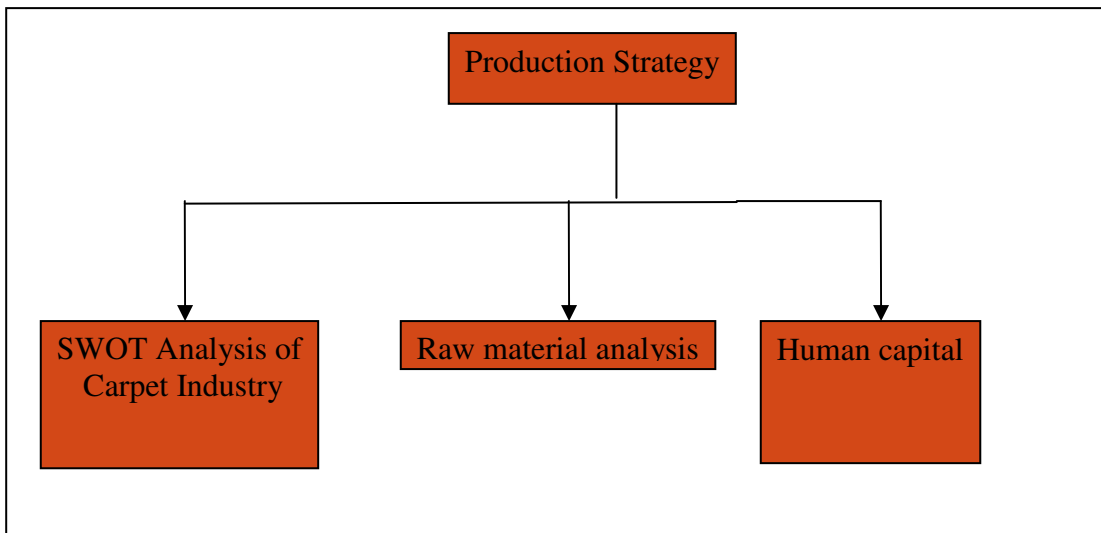 Production Strategy
SWOT Analysis of
Carpet Industry
Raw material analysis
Human capital